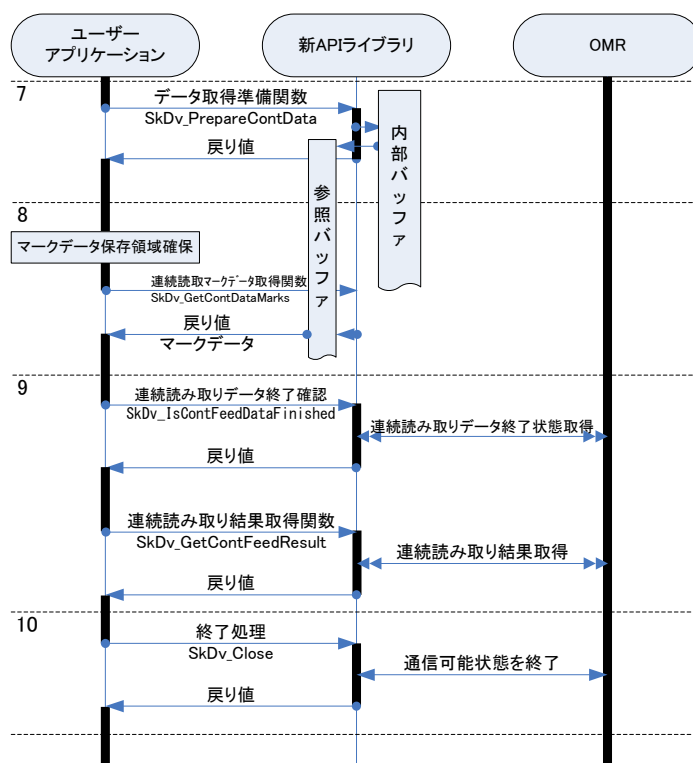 ユーザー
アプリケーション
新APIライブラリ
OMR
7
データ取得準備関数
SkDv_PrepareContData
戻り値
内部バッファ
参照バッファ
8
マークデータ保存領域確保
連続読取マークデータ取得関数
SkDv_GetContDataMarks
戻り値
マークデータ
9
連続読み取りデータ終了確認
SkDv_IsContFeedDataFinished
連続読み取りデータ終了状態取得
戻り値
連続読み取り結果取得関数
SkDv_GetContFeedResult
連続読み取り結果取得
戻り値
10
終了処理
SkDv_Close
通信可能状態を終了
戻り値